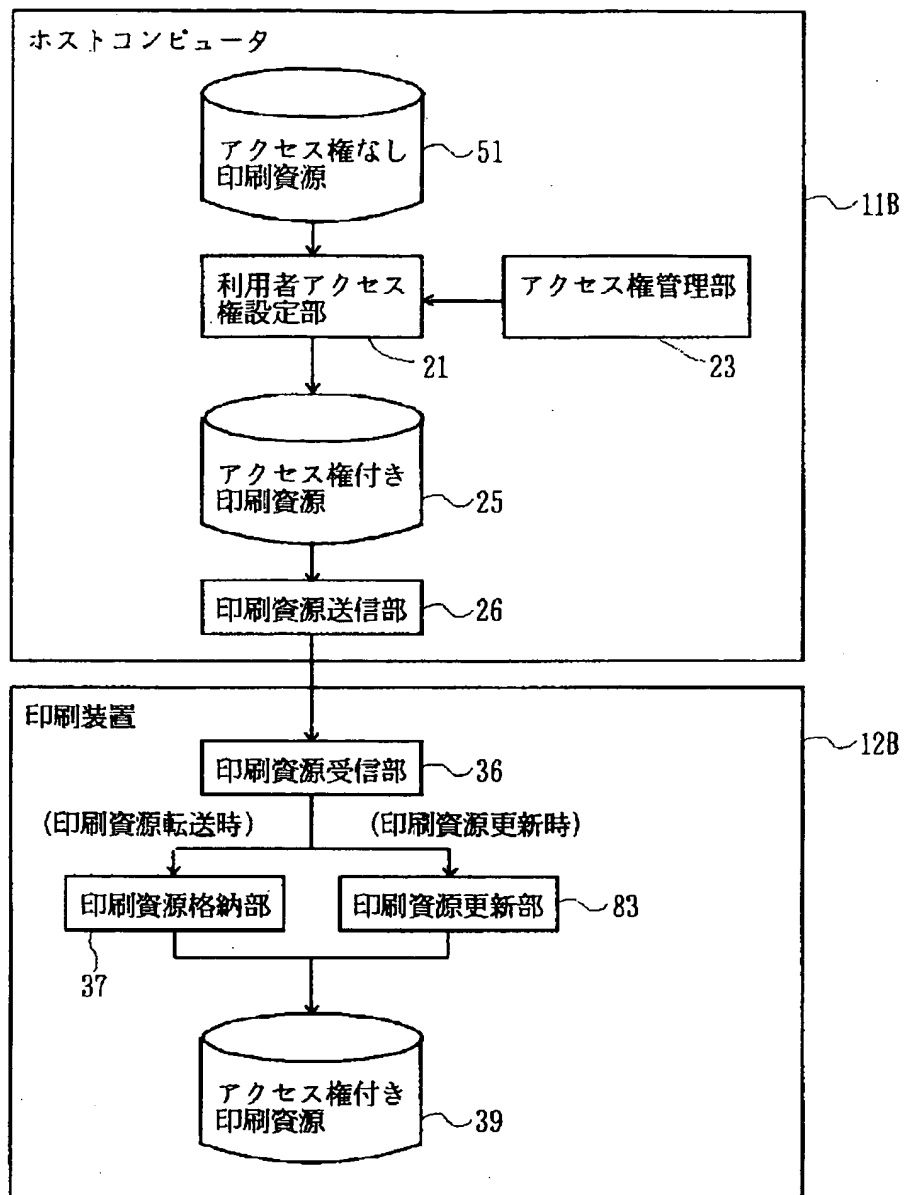 ホストコンピュータ
アクセス権なし
印刷資源
51
11B
利用者アクセス
権設定部
アクセス権管理部
21
23
アクセス権付き
印刷資源
25
印刷資源送信部
26
印刷装置
12B
印刷資源受信部
36
(印刷資源転送時)
(印刷資源更新時)
印刷資源格納部
印刷資源更新部
83
37
アクセス権付き
印刷資源
39